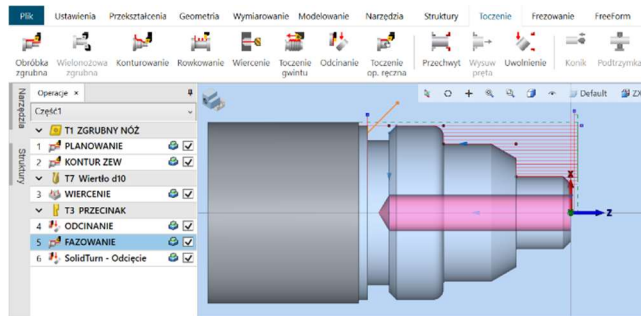 Plik Ustawienia Przekształcenia Geometria Wymiarowanie Modelowanie Narzędzia Struktury Toczenie Frezowanie FreeForm
Obróbka zgrubna Wielonożowa zgrubna Konturowanie Rowkowanie Wiercenie Toczenie gwintu Odcinanie Toczenie op. ręczna Przechwyt Wysuw pręta Uwolnienie Konik Podtrzymka
Narzędzia
Struktury
Operacje ×
Część1
T1 ZGRUBNY NÓŻ
1 PLANOWANIE
2 KONTUR ZEW
T7 Wiertło d10
3 WIERCENIE
T3 PRZECINAK
4 ODCINANIE
5 FAZOWANIE
6 SolidTurn - Odcięcie
Default ZX
X
Z